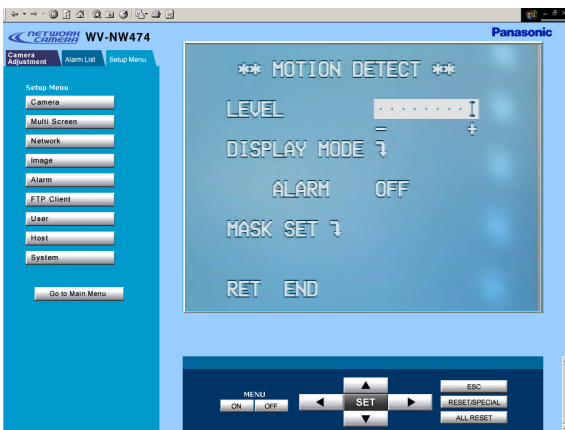 NETWORK
CAMERA
WV-NW474
Panasonic
Camera
Adjustment
Alarm List
Setup Menu
Setup Menu
Camera
Multi Screen
Network
Image
Alarm
FTP Client
User
Host
System
Go to Main Menu
** MOTION DETECT **
LEVEL ········I
- +
DISPLAY MODE ↴
ALARM OFF
MASK SET ↴
RET END
MENU
ON OFF
SET
ESC
RESET/SPECIAL
ALL RESET